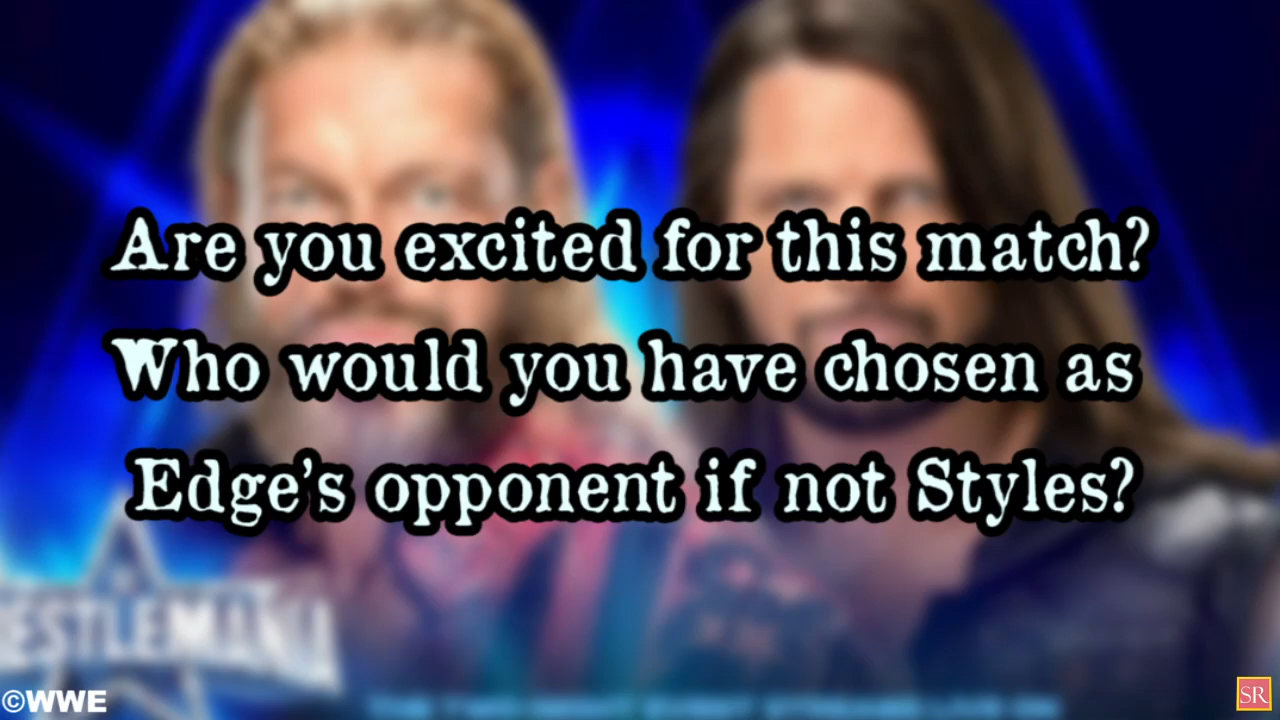 Are you excited for this match?
Who would you have chosen as
Edge's opponent if not Styles?
ESTLEMANIA
©WWE
SR